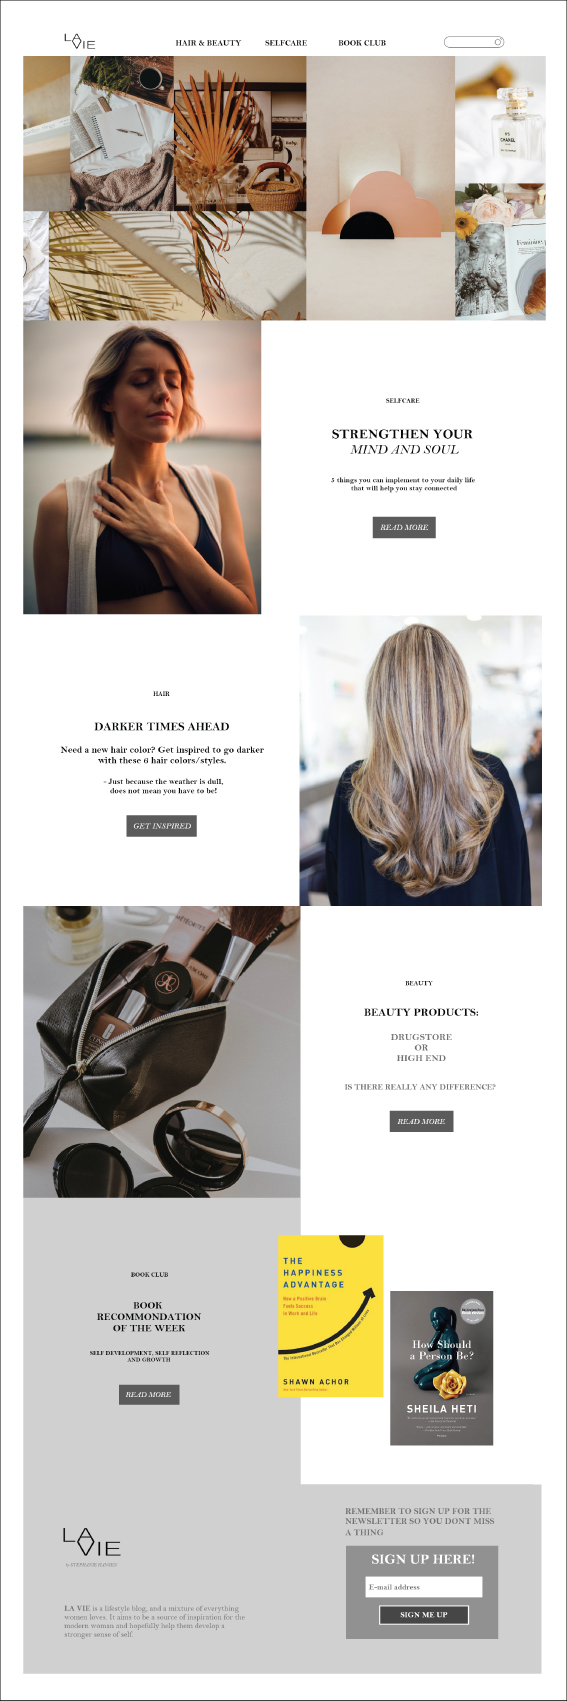 LA
VIE
HAIR & BEAUTY SELFCARE BOOK CLUB
N°5
CHANEL
SELFCARE
STRENGTHEN YOUR
MIND AND SOUL
5 things you can implement to your daily life
that will help you stay connected
READ MORE
HAIR
DARKER TIMES AHEAD
Need a new hair color? Get inspired to go darker
with these 6 hair colors/styles.
- Just because the weather is dull,
does not mean you have to be!
GET INSPIRED
MÉTÉORITES
LANCOME
BEAUTY
BEAUTY PRODUCTS:
DRUGSTORE
OR
HIGH END
IS THERE REALLY ANY DIFFERENCE?
READ MORE
BOOK CLUB
BOOK
RECOMMONDATION
OF THE WEEK
SELF DEVELOPMENT, SELF REFLECTION
AND GROWTH
READ MORE
THE
HAPPINESS
ADVANTAGE
How a Positive Brain
Fuels Success
in Work and Life
SHAWN ACHOR
How Should
a Person Be?
SHEILA HETI
REMEMBER TO SIGN UP FOR THE
NEWSLETTER SO YOU DONT MISS
A THING
SIGN UP HERE!
E-mail address
SIGN ME UP
LA
VIE
by STEPHANIE HANSEN
LA VIE is a lifestyle blog, and a mixture of everything
women loves. It aims to be a source of inspiration for the
modern woman and hopefully help them develop a
stronger sense of self.